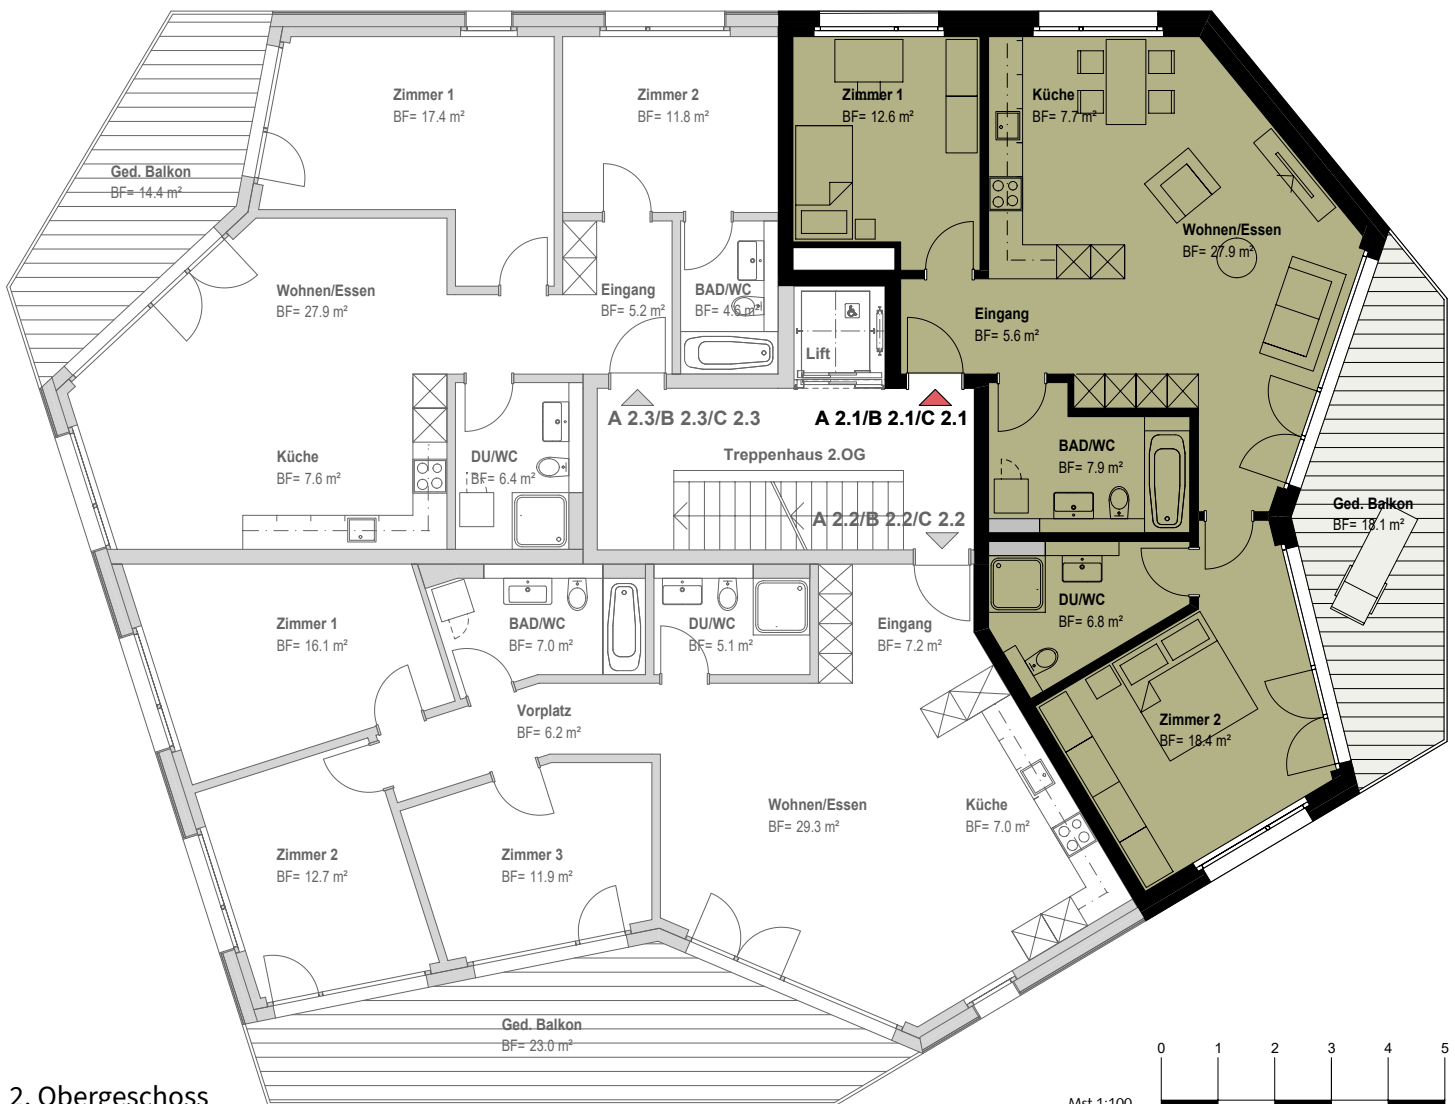 Zimmer 1
BF= 17.4 m²
Zimmer 2
BF= 11.8 m²
Zimmer 1
BF= 12.6 m²
Küche
BF= 7.7 m²
Ged. Balkon
BF= 14.4 m²
Wohnen/Essen
BF= 27.9 m²
Wohnen/Essen
BF= 27.9 m²
Eingang
BF= 5.2 m²
BAD/WC
BF= 4.6 m²
Eingang
BF= 5.6 m²
Lift
A 2.3/B 2.3/C 2.3
A 2.1/B 2.1/C 2.1
Treppenhaus 2.OG
Küche
BF= 7.6 m²
DU/WC
BF= 6.4 m²
BAD/WC
BF= 7.9 m²
A 2.2/B 2.2/C 2.2
Ged. Balkon
BF= 18.1 m²
Zimmer 1
BF= 16.1 m²
BAD/WC
BF= 7.0 m²
DU/WC
BF= 5.1 m²
Eingang
BF= 7.2 m²
DU/WC
BF= 6.8 m²
Vorplatz
BF= 6.2 m²
Zimmer 2
BF= 18.4 m²
Wohnen/Essen
BF= 29.3 m²
Küche
BF= 7.0 m²
Zimmer 2
BF= 12.7 m²
Zimmer 3
BF= 11.9 m²
Ged. Balkon
BF= 23.0 m²
0 1 2 3 4 5
2. Obergeschoss
Mst 1:100